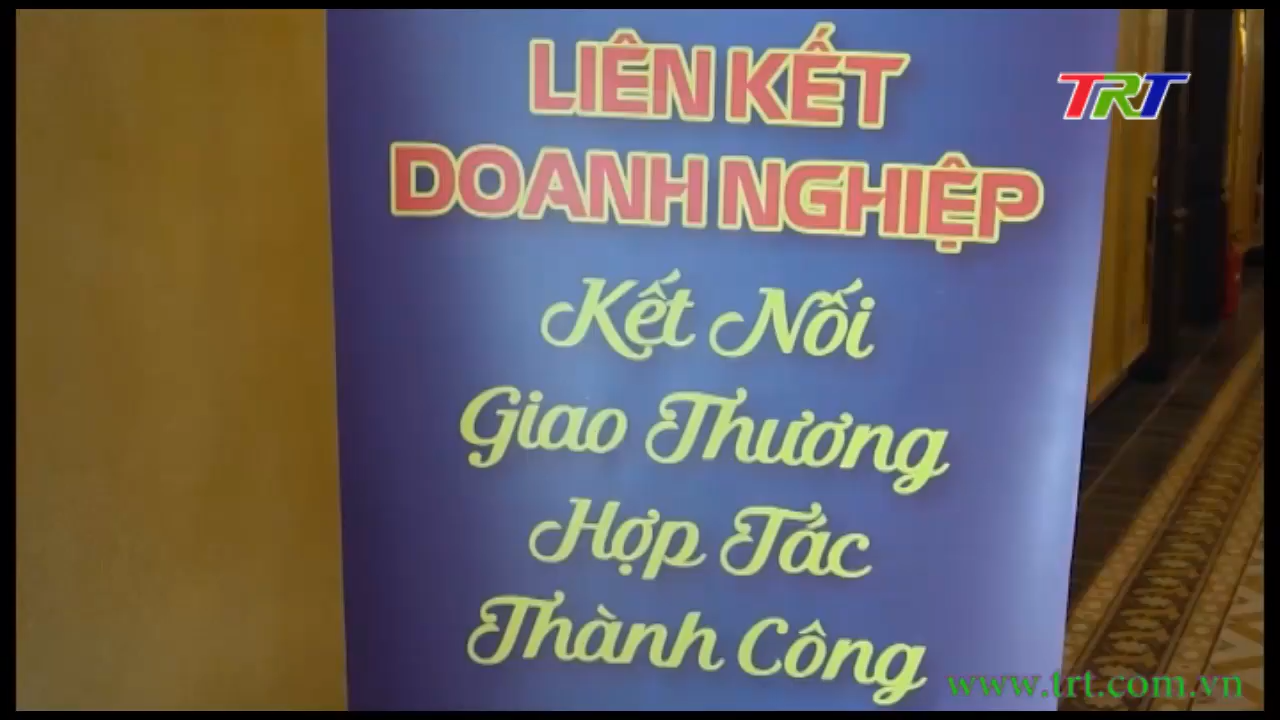 LIÊN KẾT
TRT
DOANH NGHIỆP
Kết Nối
Giao Thương
Hợp Tác
Thành Công
www.trt.com.vn